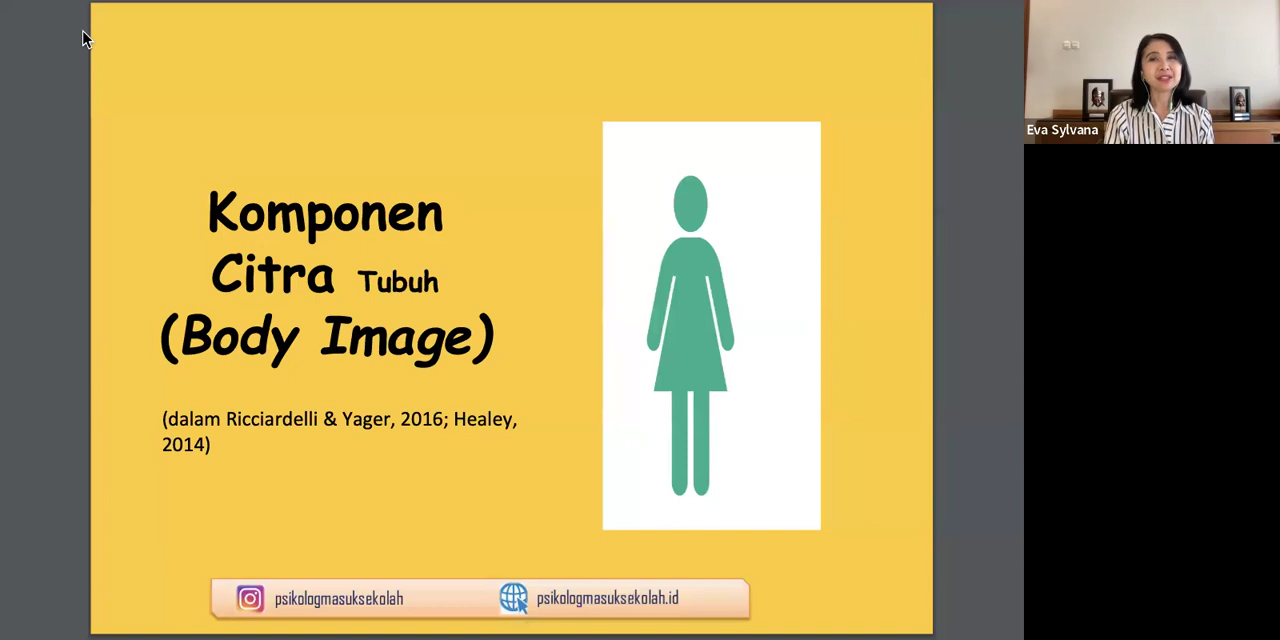 Komponen
Citra Tubuh
(Body Image)
(dalam Ricciardelli & Yager, 2016; Healey,
2014)
psikologmasuksekolah
psikologmasuksekolah.id
Eva Sylvana